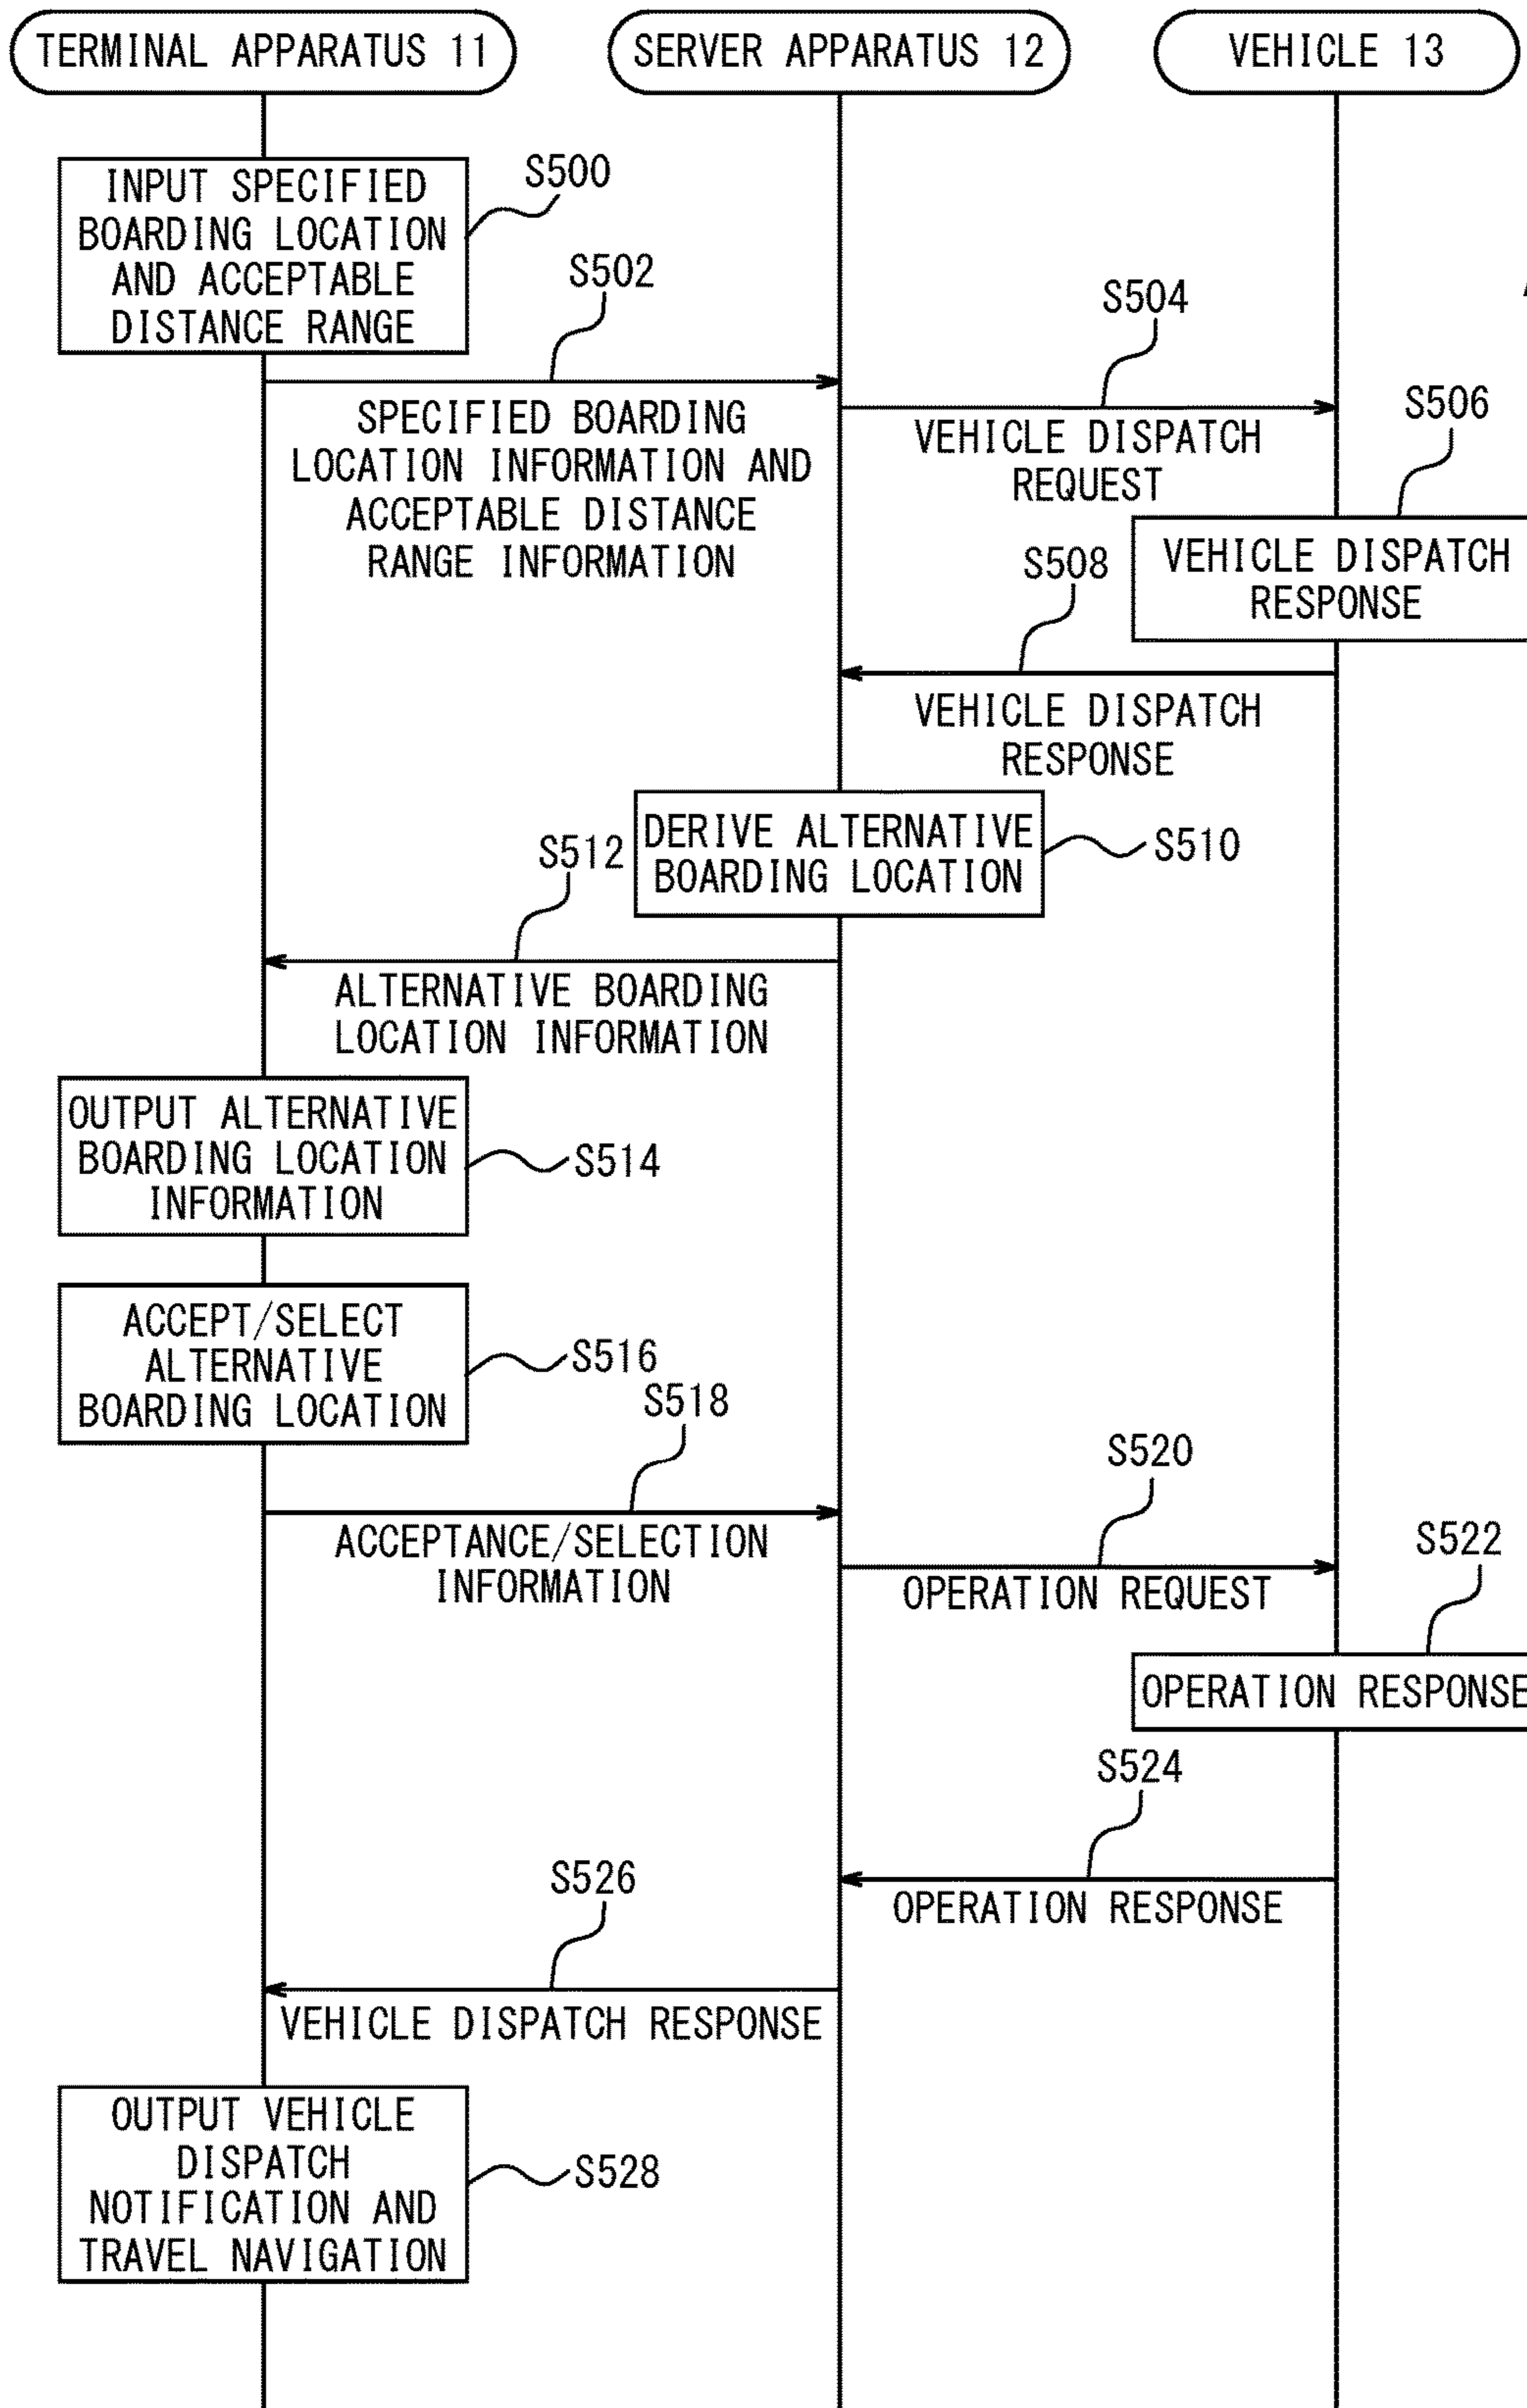 TERMINAL APPARATUS 11
SERVER APPARATUS 12
VEHICLE 13
INPUT SPECIFIED
BOARDING LOCATION
AND ACCEPTABLE
DISTANCE RANGE
S500
S502
SPECIFIED BOARDING
LOCATION INFORMATION AND
ACCEPTABLE DISTANCE
RANGE INFORMATION
S504
VEHICLE DISPATCH
REQUEST
S506
VEHICLE DISPATCH
RESPONSE
S508
VEHICLE DISPATCH
RESPONSE
DERIVE ALTERNATIVE
BOARDING LOCATION
S510
S512
ALTERNATIVE BOARDING
LOCATION INFORMATION
OUTPUT ALTERNATIVE
BOARDING LOCATION
INFORMATION
S514
ACCEPT/SELECT
ALTERNATIVE
BOARDING LOCATION
S516
S518
ACCEPTANCE/SELECTION
INFORMATION
S520
OPERATION REQUEST
S522
OPERATION RESPONSE
S524
OPERATION RESPONSE
S526
VEHICLE DISPATCH RESPONSE
OUTPUT VEHICLE
DISPATCH
NOTIFICATION AND
TRAVEL NAVIGATION
S528